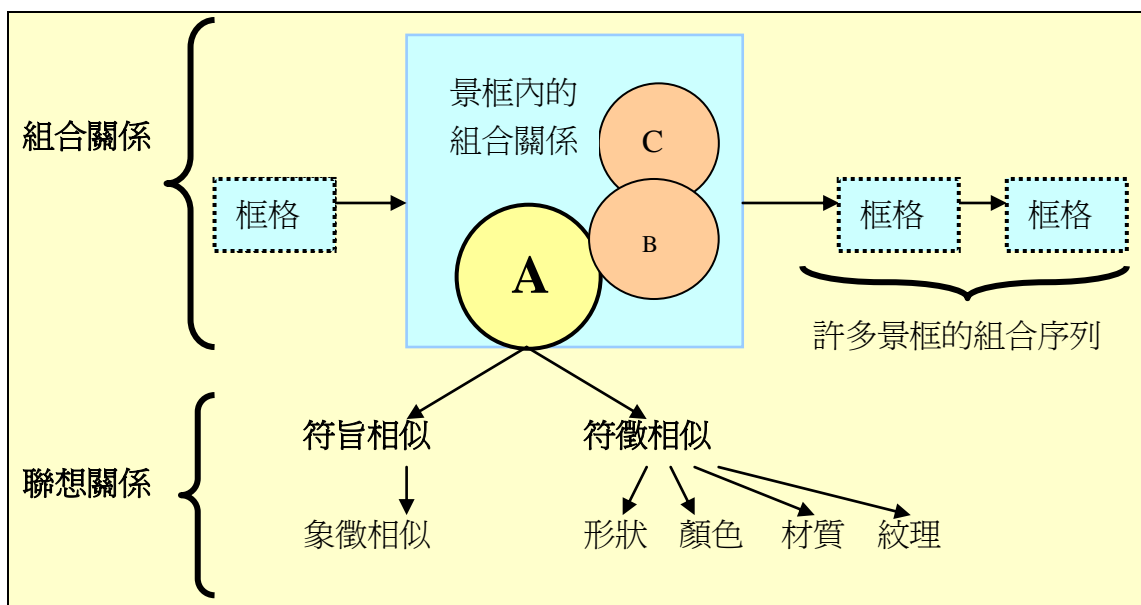 組合關係
框格
景框內的
組合關係
C
B
A
框格
框格
許多景框的組合序列
聯想關係
符旨相似
符徵相似
象徵相似
形狀
顏色
材質
紋理